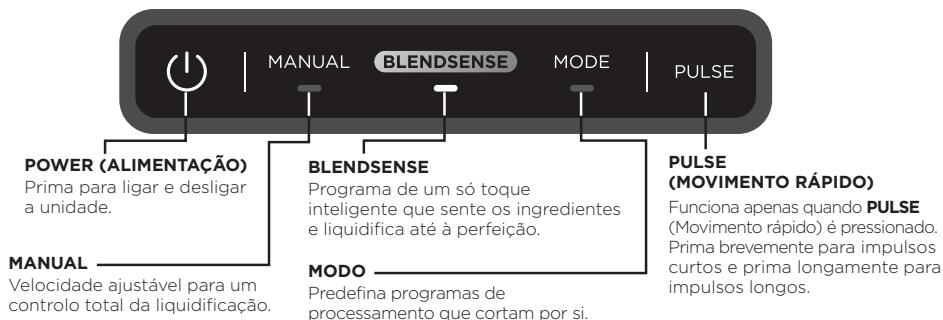 MANUAL BLENDSENSE MODE PULSE
POWER (ALIMENTAÇÃO)
Prima para ligar e desligar
a unidade.
MANUAL
Velocidade ajustável para um
controlo total da liquidificação.
BLENDSENSE
Programa de um só toque
inteligente que sente os ingredientes
e liquidifica até à perfeição.
MODO
Predefina programas de
processamento que cortam por si.
PULSE
(MOVIMENTO RÁPIDO)
Funciona apenas quando PULSE
(Movimento rápido) é pressionado.
Prima brevemente para impulsos
curtos e prima longamente para
impulsos longos.